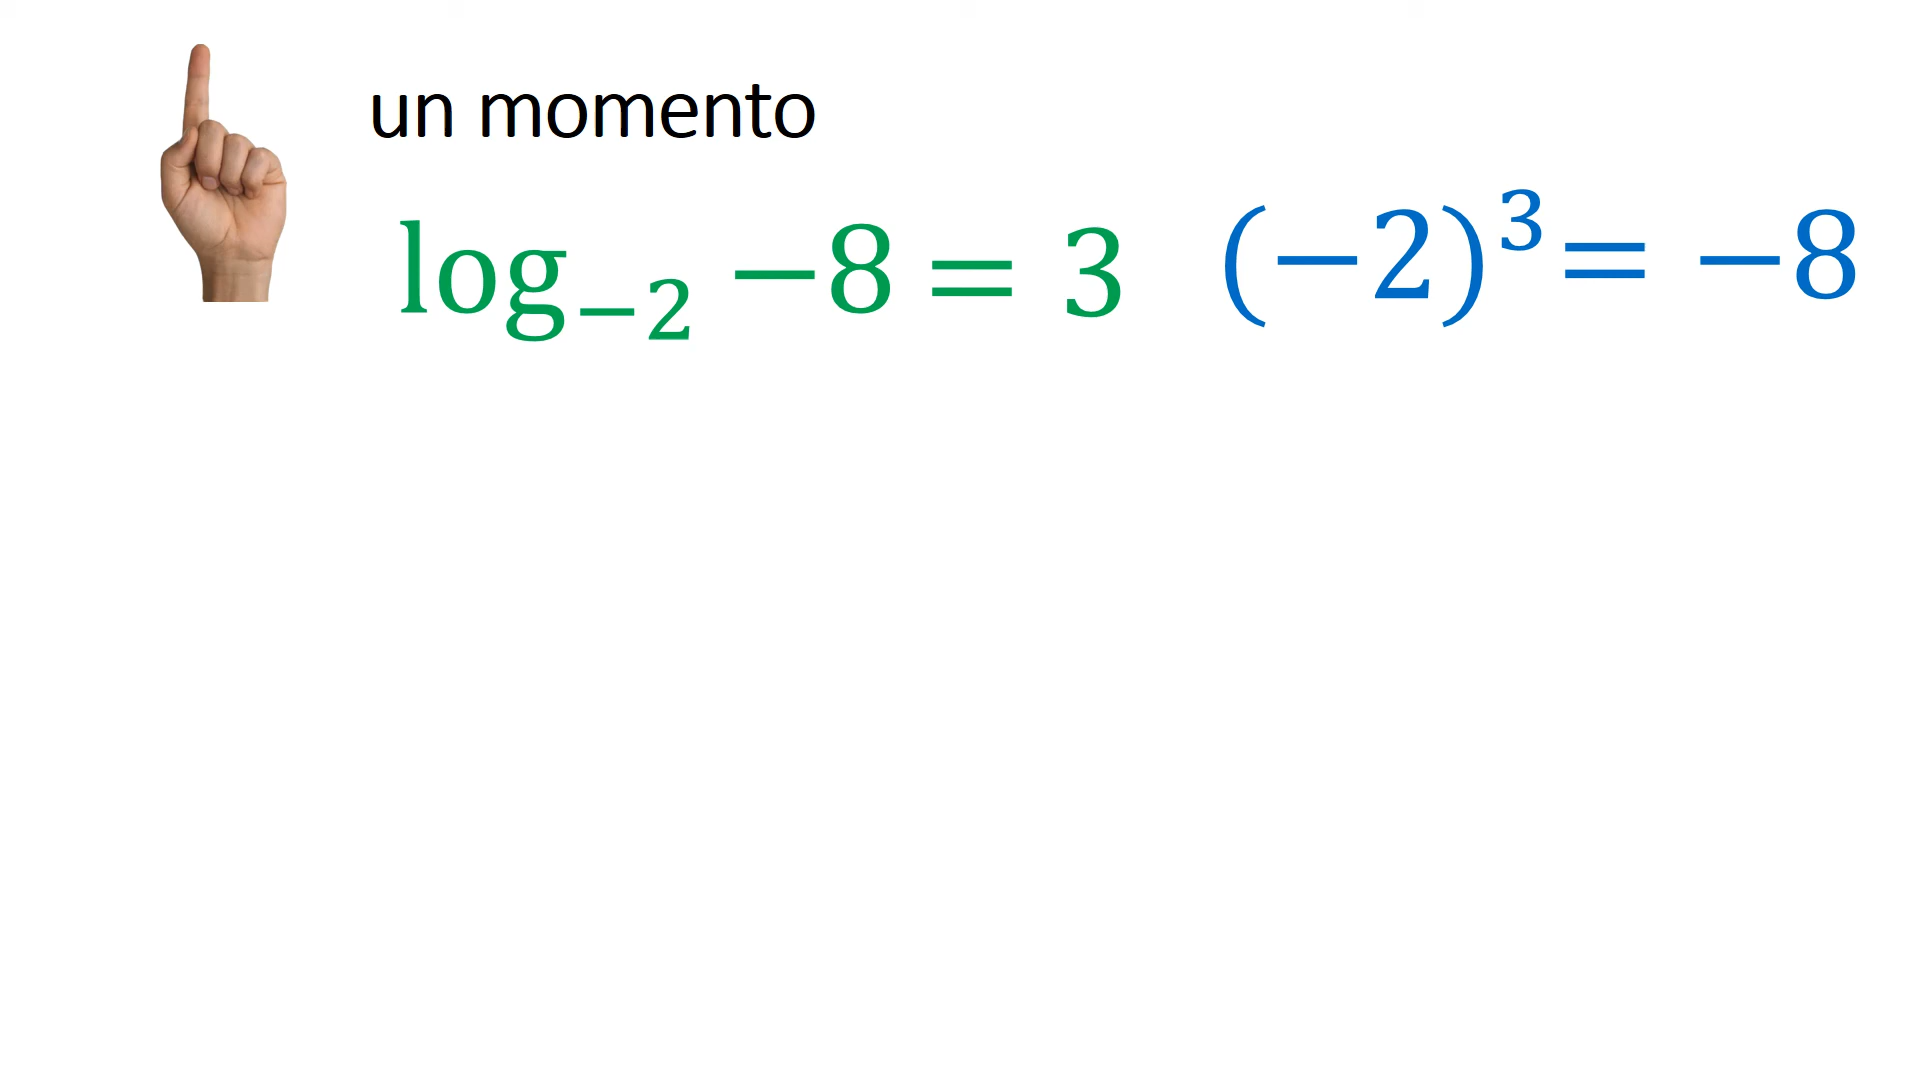 un momento
log₋₂ −8 = 3 (−2)³ = −8